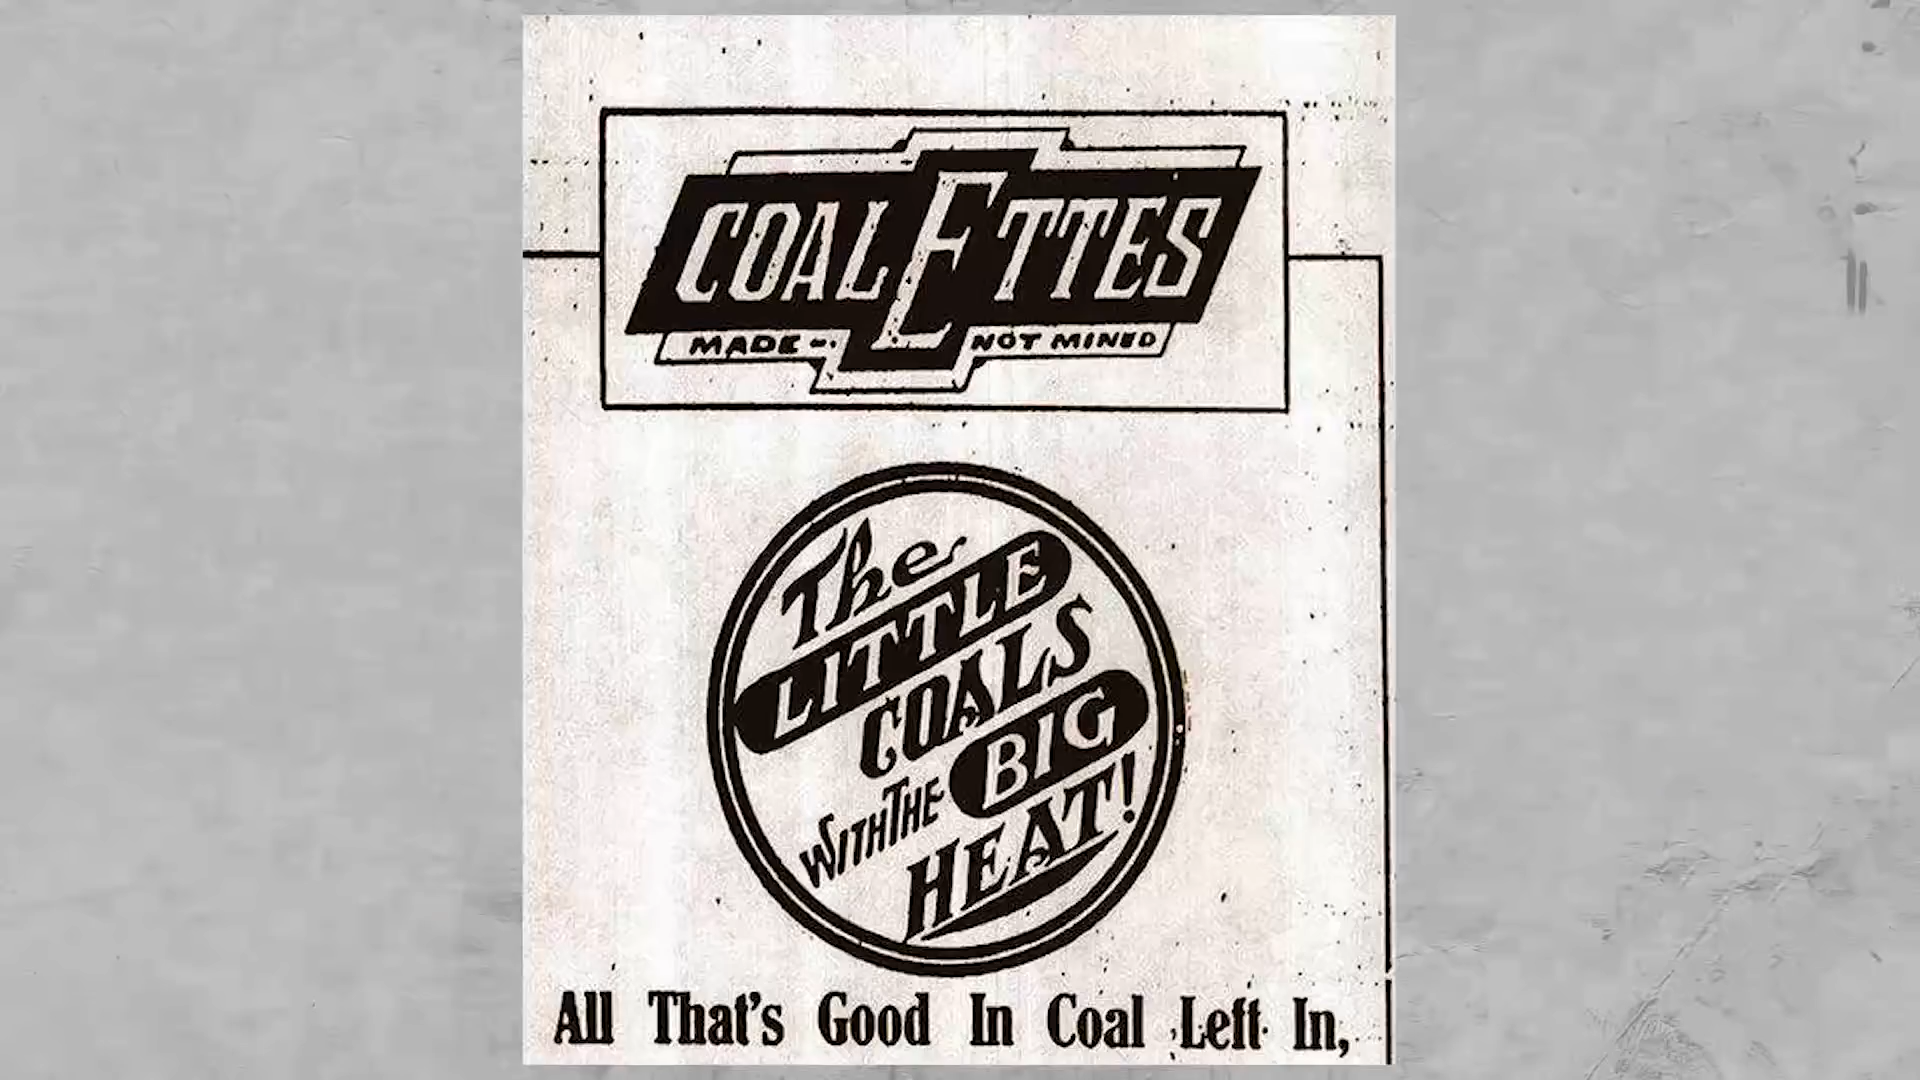 COALETTES
MADE -- NOT MINED
The
LITTLE
COALS
WITH THE BIG
HEAT!
All That's Good In Coal Left In,